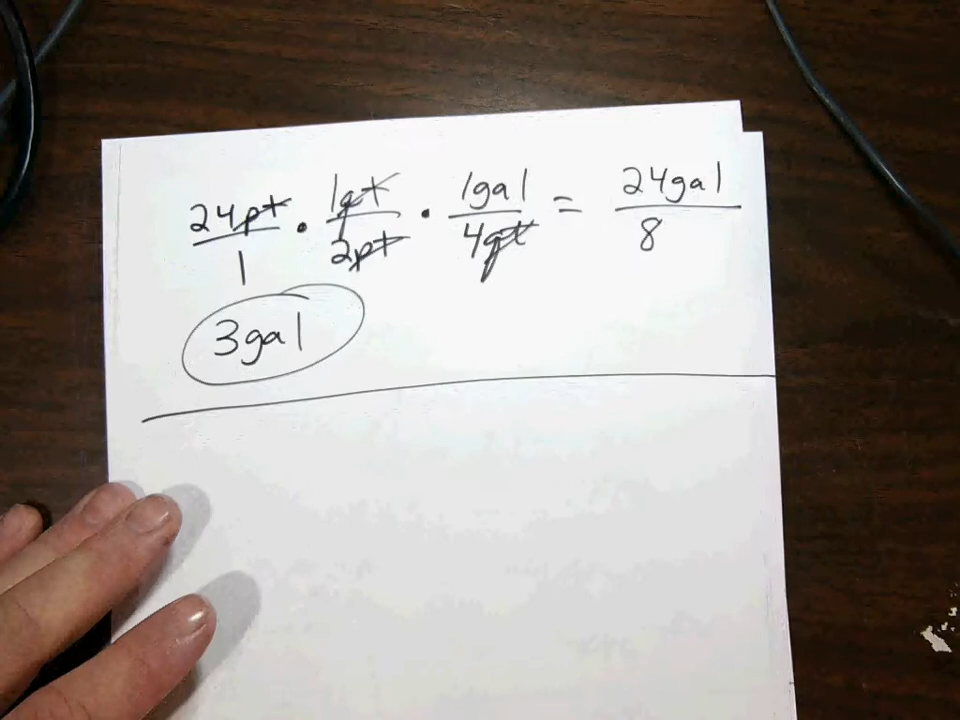 24pt/1 · 1qt/2pt · 1gal/4qt = 24gal/8
3gal